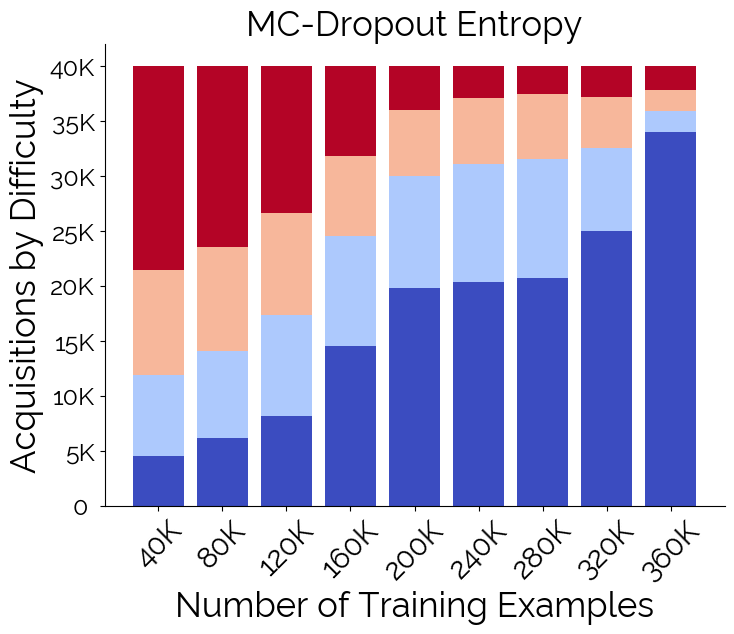 MC-Dropout Entropy
Acquisitions by Difficulty
40K
35K
30K
25K
20K
15K
10K
5K
0
40K
80K
120K
160K
200K
240K
280K
320K
360K
Number of Training Examples